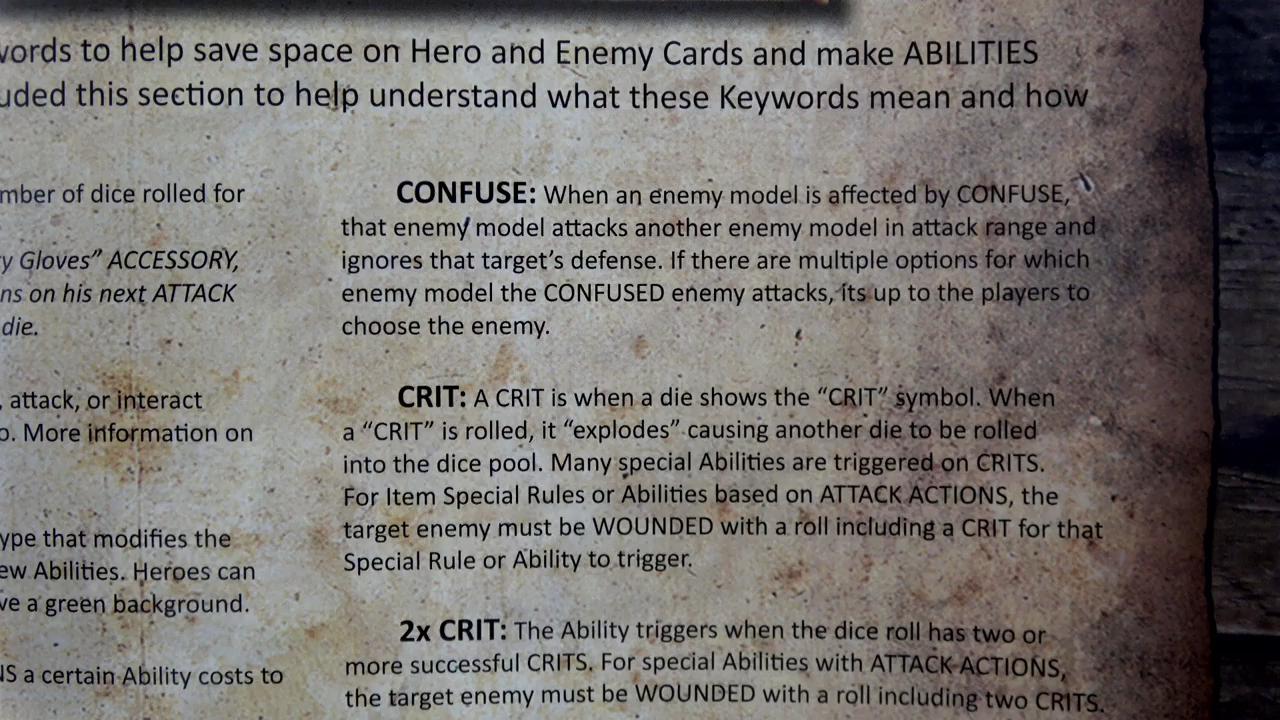 to help save space on Hero and Enemy Cards and make ABILITIES
this section to help understand what these Keywords mean and how
of dice rolled for
Gloves” ACCESSORY,
on his next ATTACK
die.
, attack, or interact
More information on
that modifies the
Abilities. Heroes can
a green background.
a certain Ability costs to
CONFUSE: When an enemy model is affected by CONFUSE,
that enemy model attacks another enemy model in attack range and
ignores that target’s defense. If there are multiple options for which
enemy model the CONFUSED enemy attacks, its up to the players to
choose the enemy.
CRIT: A CRIT is when a die shows the “CRIT” symbol. When
a “CRIT” is rolled, it “explodes” causing another die to be rolled
into the dice pool. Many special Abilities are triggered on CRITS.
For Item Special Rules or Abilities based on ATTACK ACTIONS, the
target enemy must be WOUNDED with a roll including a CRIT for that
Special Rule or Ability to trigger.
2x CRIT: The Ability triggers when the dice roll has two or
more successful CRITS. For special Abilities with ATTACK ACTIONS,
the target enemy must be WOUNDED with a roll including two CRITS.